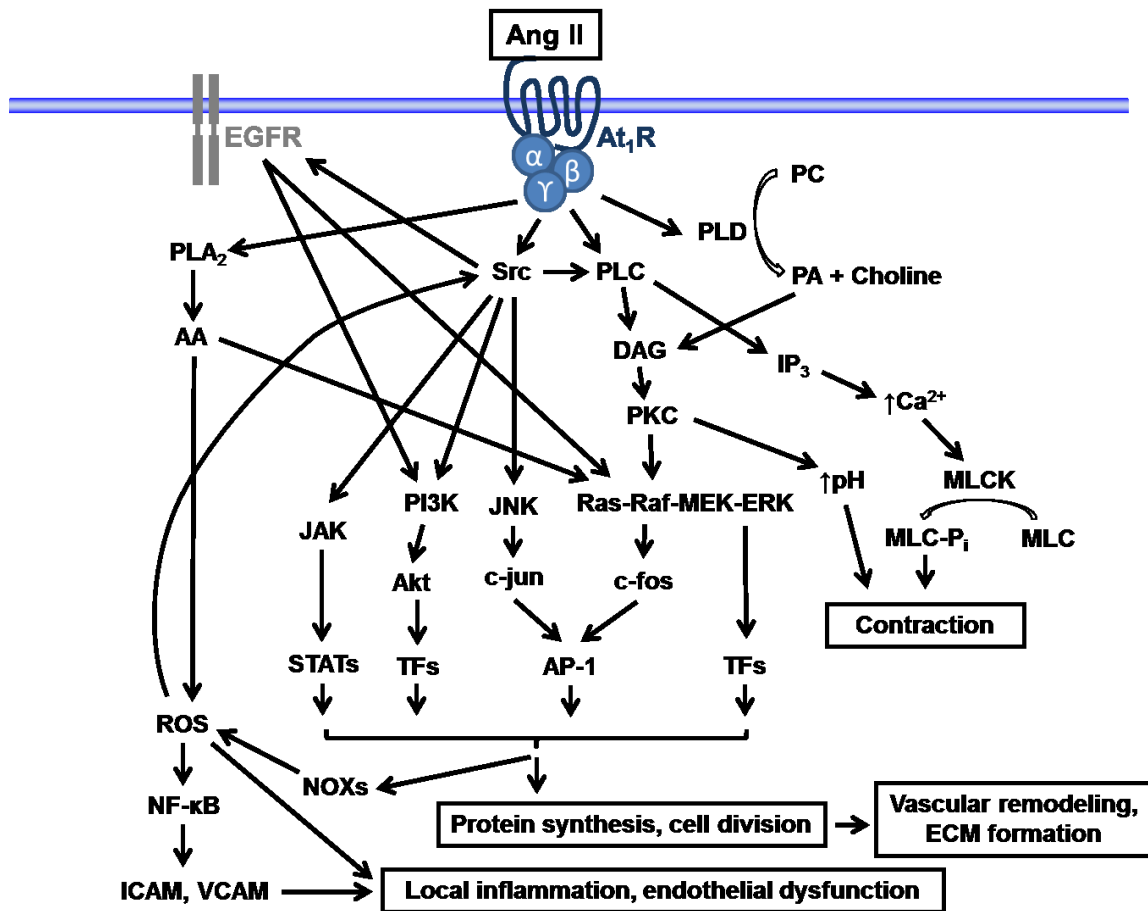 Ang II
EGFR
At₁R
α
β
γ
PC
PLD
PLA₂
Src
PLC
PA + Choline
AA
DAG
IP₃
↑Ca²⁺
PKC
MLCK
↑pH
PI3K
JNK
Ras-Raf-MEK-ERK
JAK
MLC-Pᵢ
MLC
Akt
c-jun
c-fos
Contraction
STATs
TFs
AP-1
TFs
ROS
NOXs
NF-κB
Protein synthesis, cell division
Vascular remodeling,
ECM formation
ICAM, VCAM
Local inflammation, endothelial dysfunction